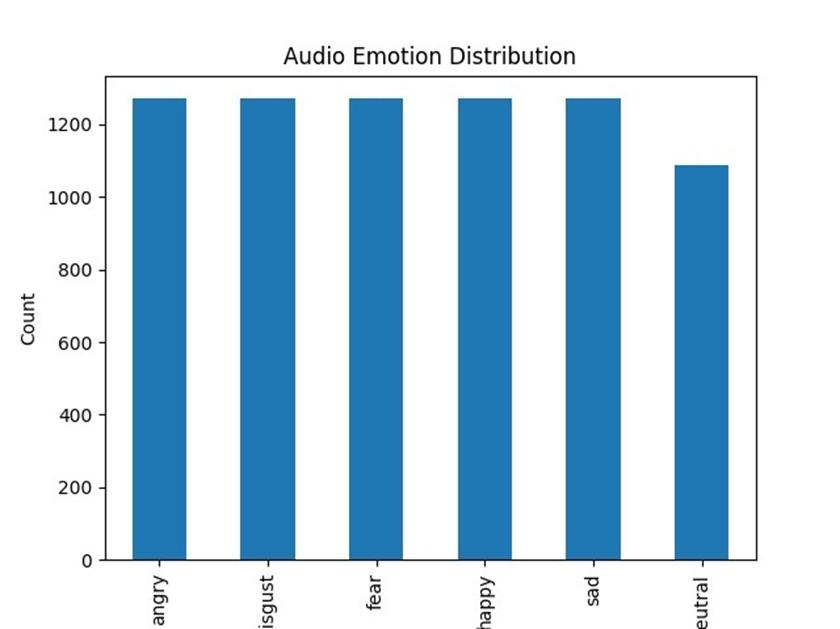 Audio Emotion Distribution
1200
1000
800
600
400
200
0
Count
angry
isgust
fear
happy
sad
eutral